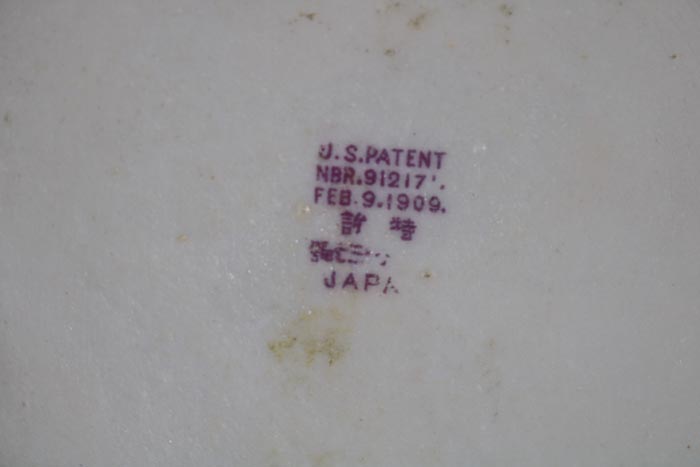 U.S.PATENT
NBR.91217'.
FEB.9.1909.
許特
JAPA